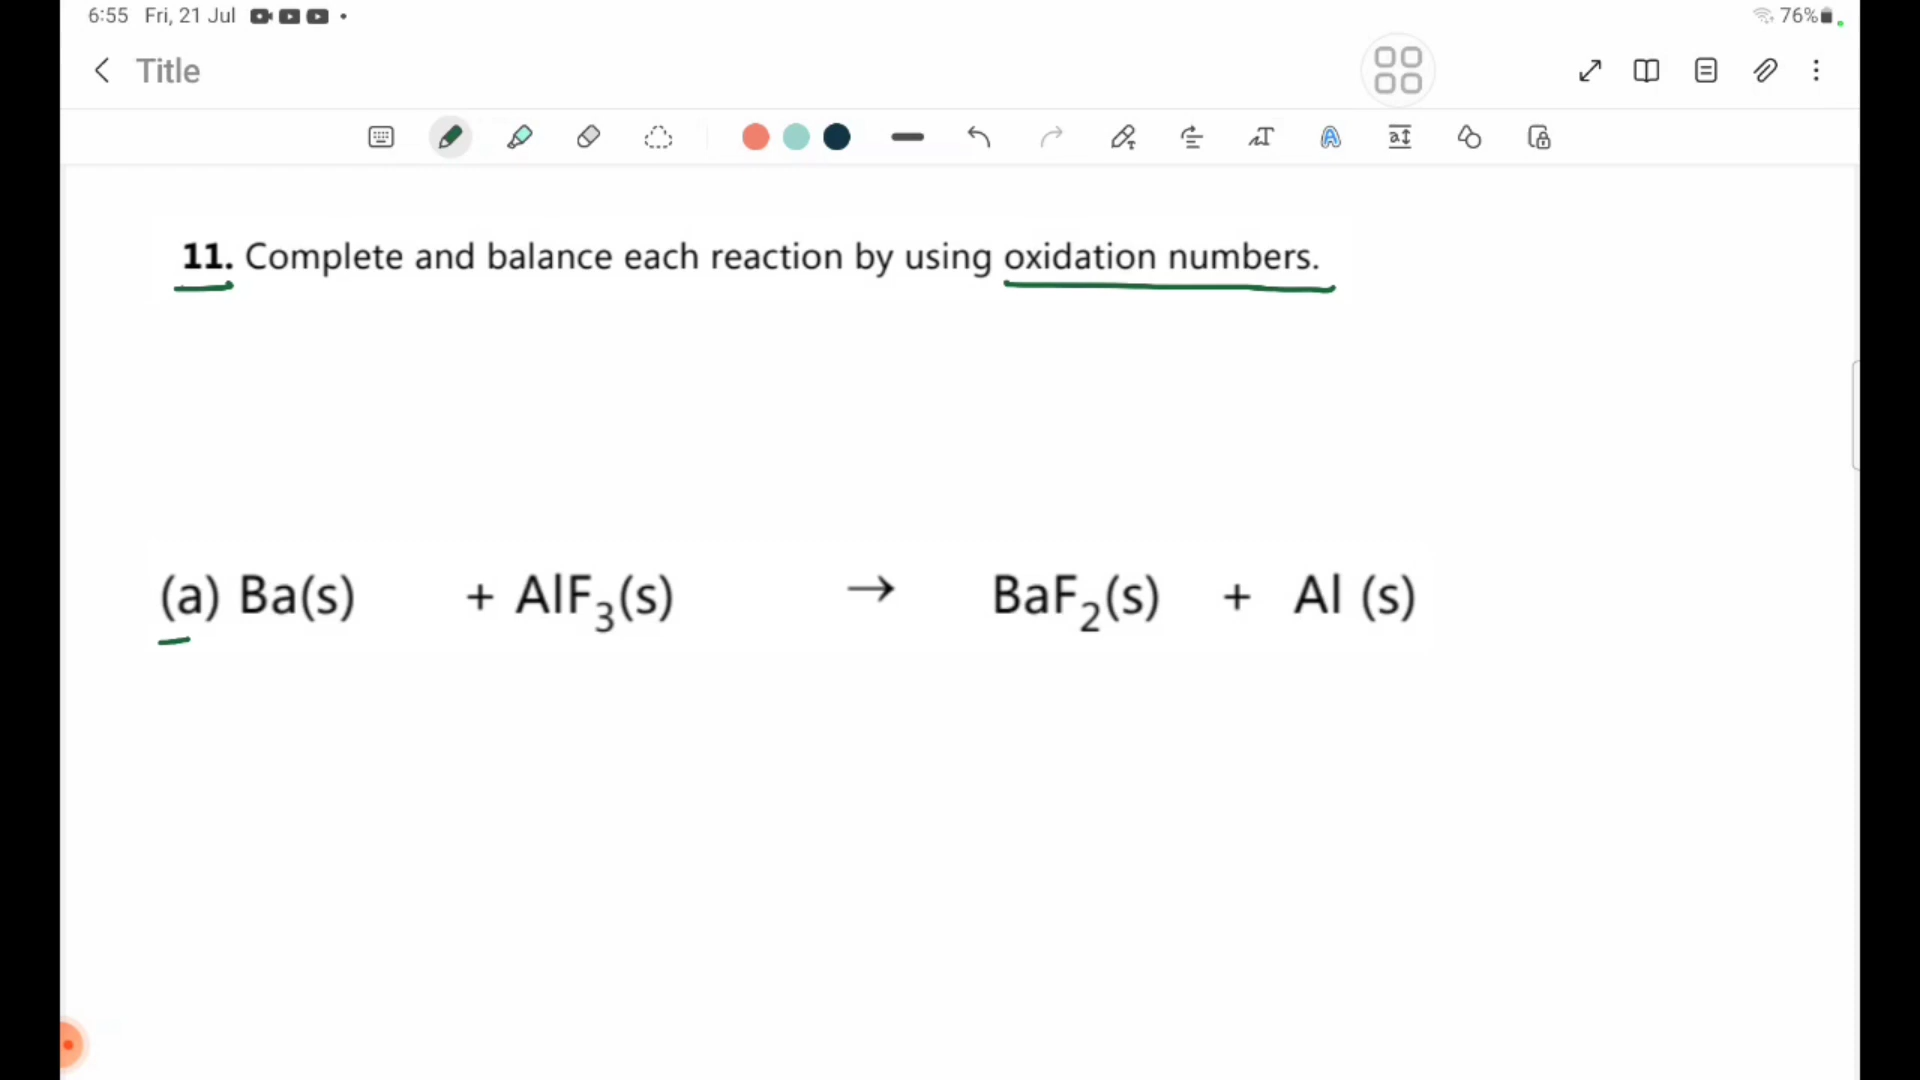 6:55 Fri, 21 Jul 76%
Title
11. Complete and balance each reaction by using oxidation numbers.
(a) Ba(s) + AlF₃(s) → BaF₂(s) + Al (s)